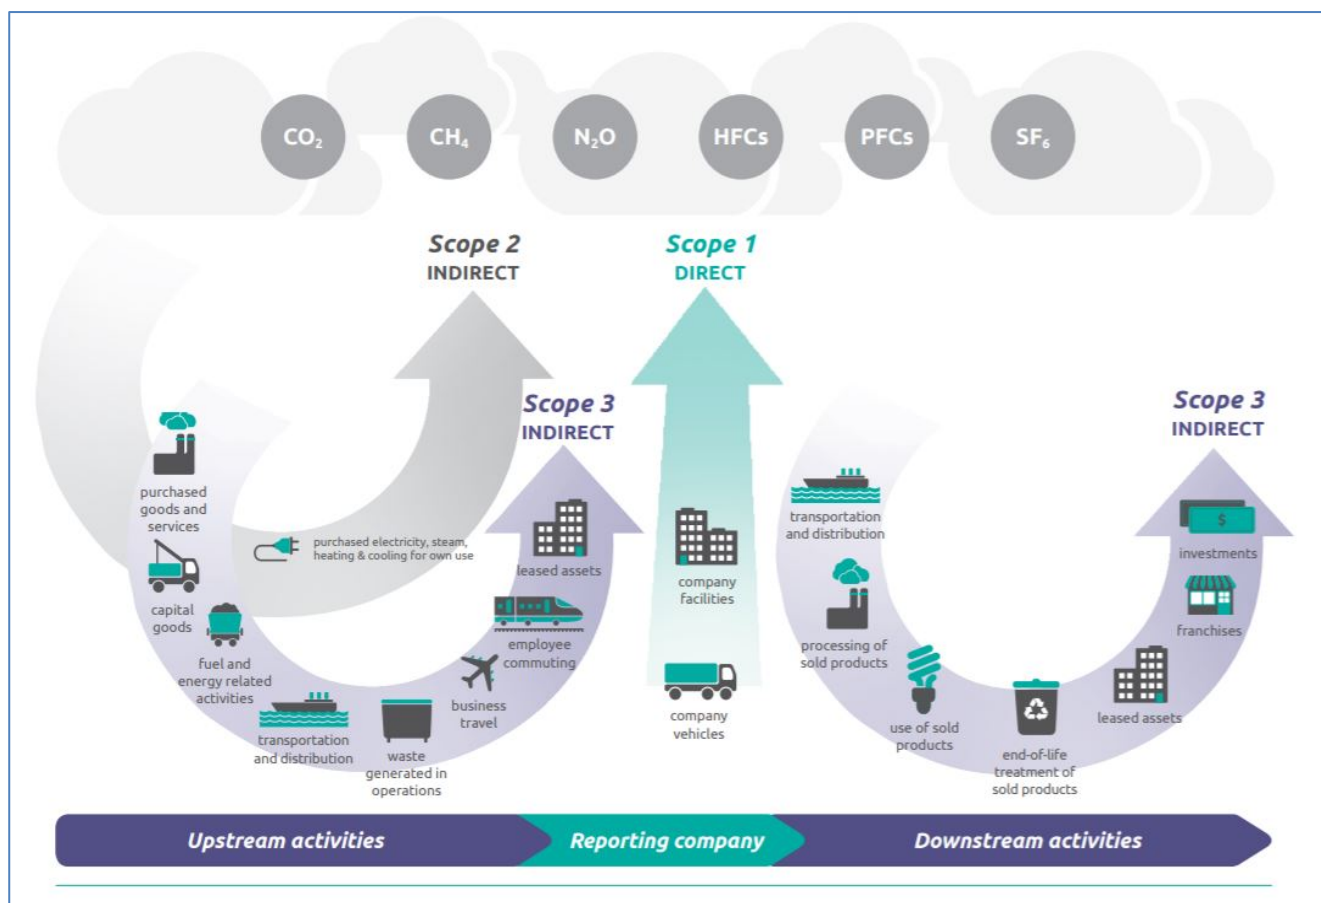 CO₂
CH₄
N₂O
HFCs
PFCs
SF₆
Scope 2
INDIRECT
Scope 1
DIRECT
Scope 3
INDIRECT
Scope 3
INDIRECT
purchased
goods and
services
capital
goods
fuel and
energy related
activities
transportation
and distribution
waste
generated in
operations
business
travel
employee
commuting
leased assets
purchased electricity, steam,
heating & cooling for own use
company
facilities
company
vehicles
transportation
and distribution
processing of
sold products
use of sold
products
end-of-life
treatment of
sold products
leased assets
franchises
investments
$
Upstream activities
Reporting company
Downstream activities